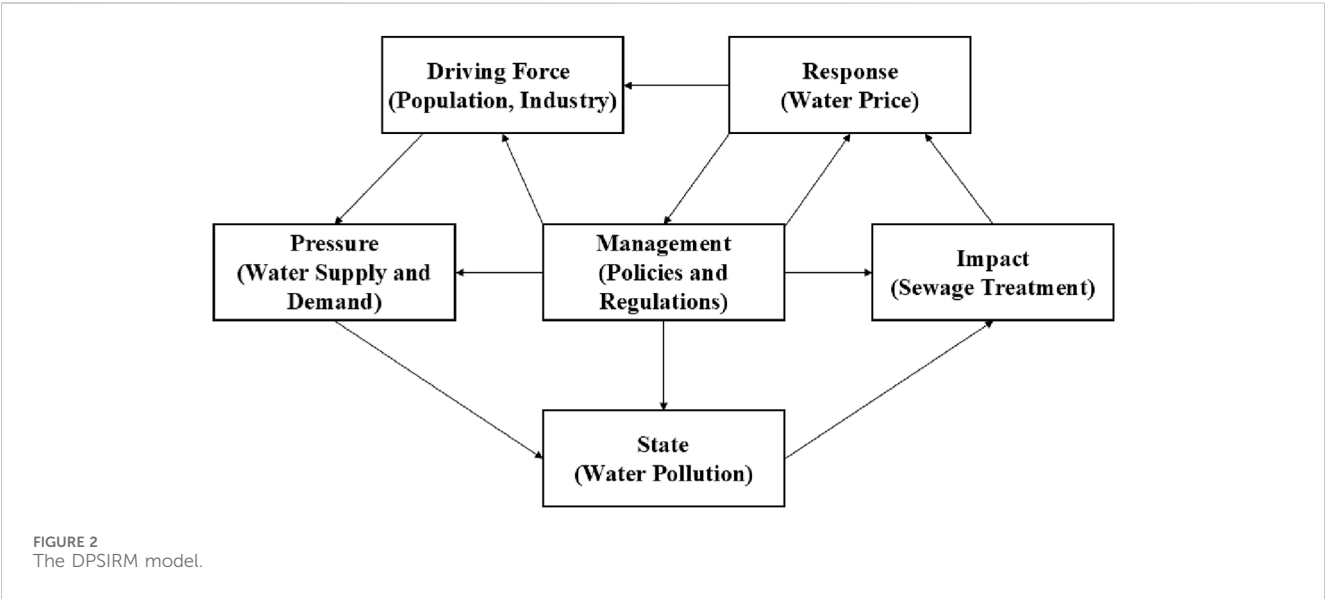 Driving Force
(Population, Industry)
Response
(Water Price)
Pressure
(Water Supply and
Demand)
Management
(Policies and
Regulations)
Impact
(Sewage Treatment)
State
(Water Pollution)
FIGURE 2
The DPSIRM model.